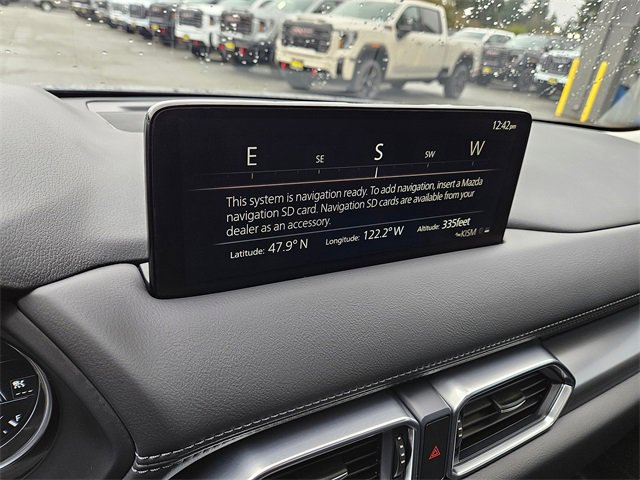 12:42pm
E SE S SW W
This system is navigation ready. To add navigation, insert a Mazda
navigation SD card. Navigation SD cards are available from your
dealer as an accessory.
Latitude: 47.9°N Longitude: 122.2°W Altitude: 335feet
KISM